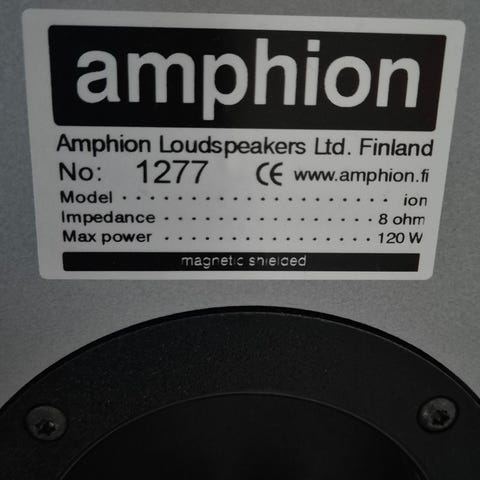 amphion
Amphion Loudspeakers Ltd. Finland
No: 1277 CE www.amphion.fi
Model · · · · · · · · · · · · · · · · · · · · ion
Impedance · · · · · · · · · · · · · · · 8 ohm
Max power · · · · · · · · · · · · · · · 120 W
magnetic shielded